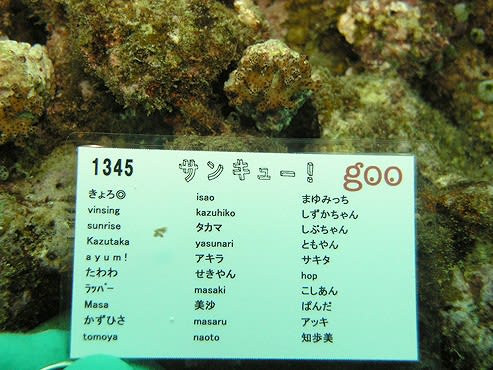 1345 サンキュー! goo
きょろ◎ isao まゆみっち
vinsing kazuhiko しずかちゃん
sunrise タカマ しぶちゃん
Kazutaka yasunari ともやん
ayum! アキラ サキタ
たわわ せきやん hop
ﾗｯﾊﾟｰ masaki こしあん
Masa 美沙 ぱんだ
かずひさ masaru アッキ
tomoya naoto 知歩美